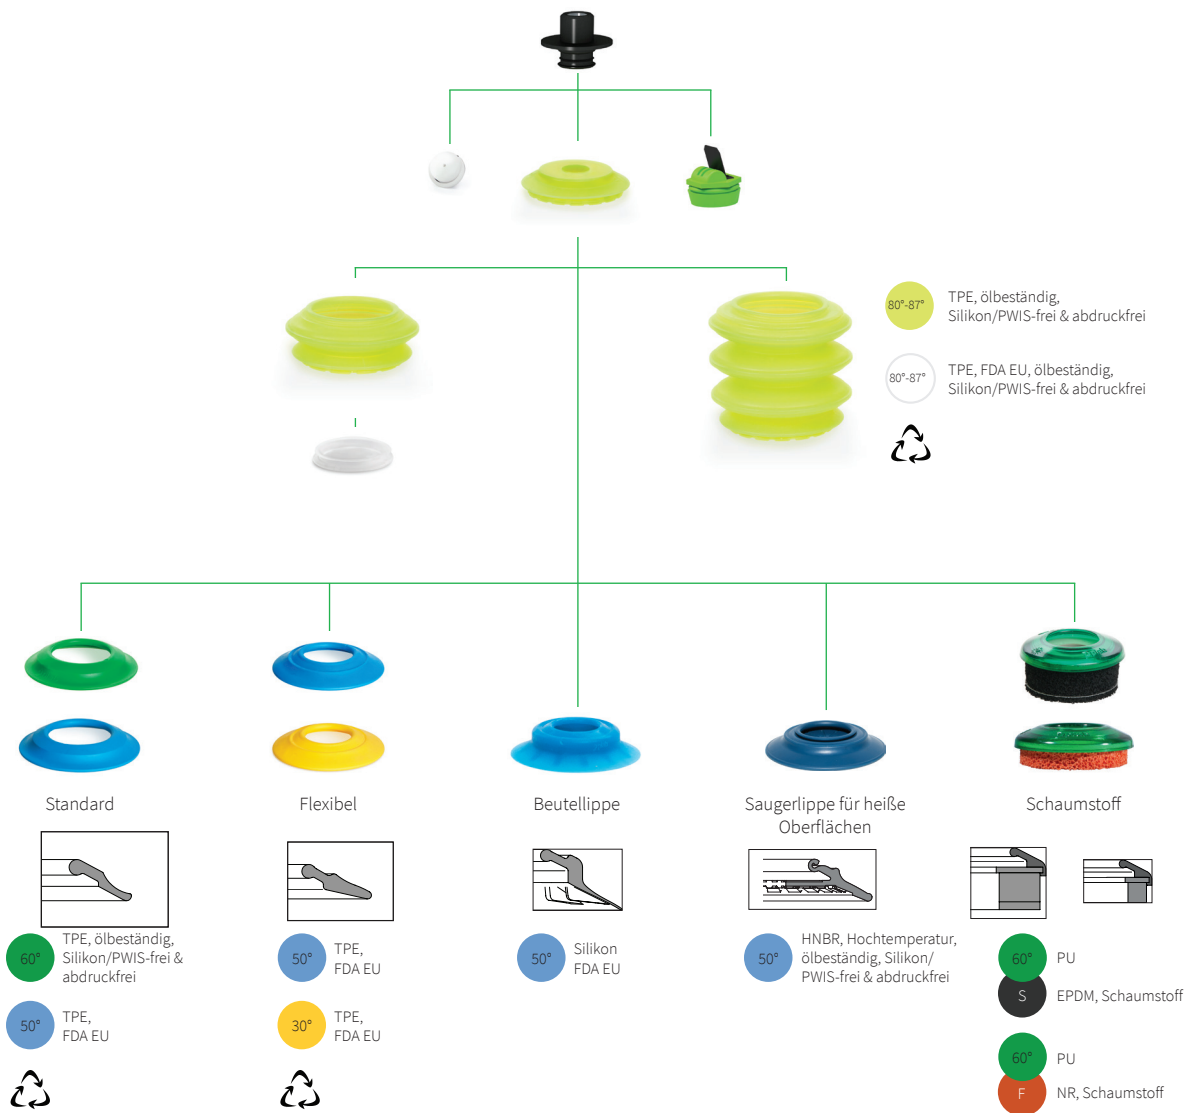 80°-87°
TPE, ölbeständig,
Silikon/PWIS-frei & abdruckfrei
80°-87°
TPE, FDA EU, ölbeständig,
Silikon/PWIS-frei & abdruckfrei
Standard
60°
TPE, ölbeständig,
Silikon/PWIS-frei &
abdruckfrei
50°
TPE,
FDA EU
Flexibel
50°
TPE,
FDA EU
30°
TPE,
FDA EU
Beutellippe
50°
Silikon
FDA EU
Saugerlippe für heiße
Oberflächen
50°
HNBR, Hochtemperatur,
ölbeständig, Silikon/
PWIS-frei & abdruckfrei
Schaumstoff
60°
PU
S
EPDM, Schaumstoff
60°
PU
F
NR, Schaumstoff